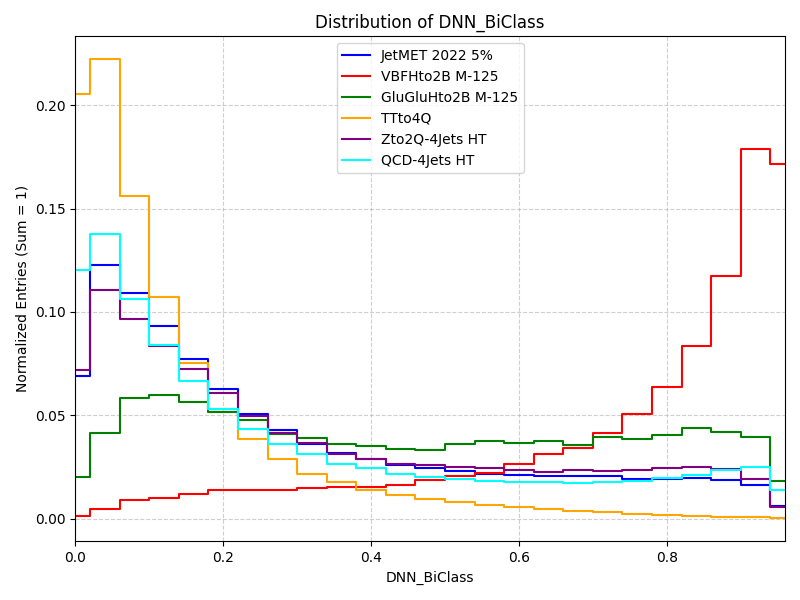 Distribution of DNN_BiClass
JetMET 2022 5%
VBFHto2B M-125
GluGluHto2B M-125
TTto4Q
Zto2Q-4Jets HT
QCD-4Jets HT
Normalized Entries (Sum = 1)
0.20
0.15
0.10
0.05
0.00
0.0 0.2 0.4 0.6 0.8
DNN_BiClass